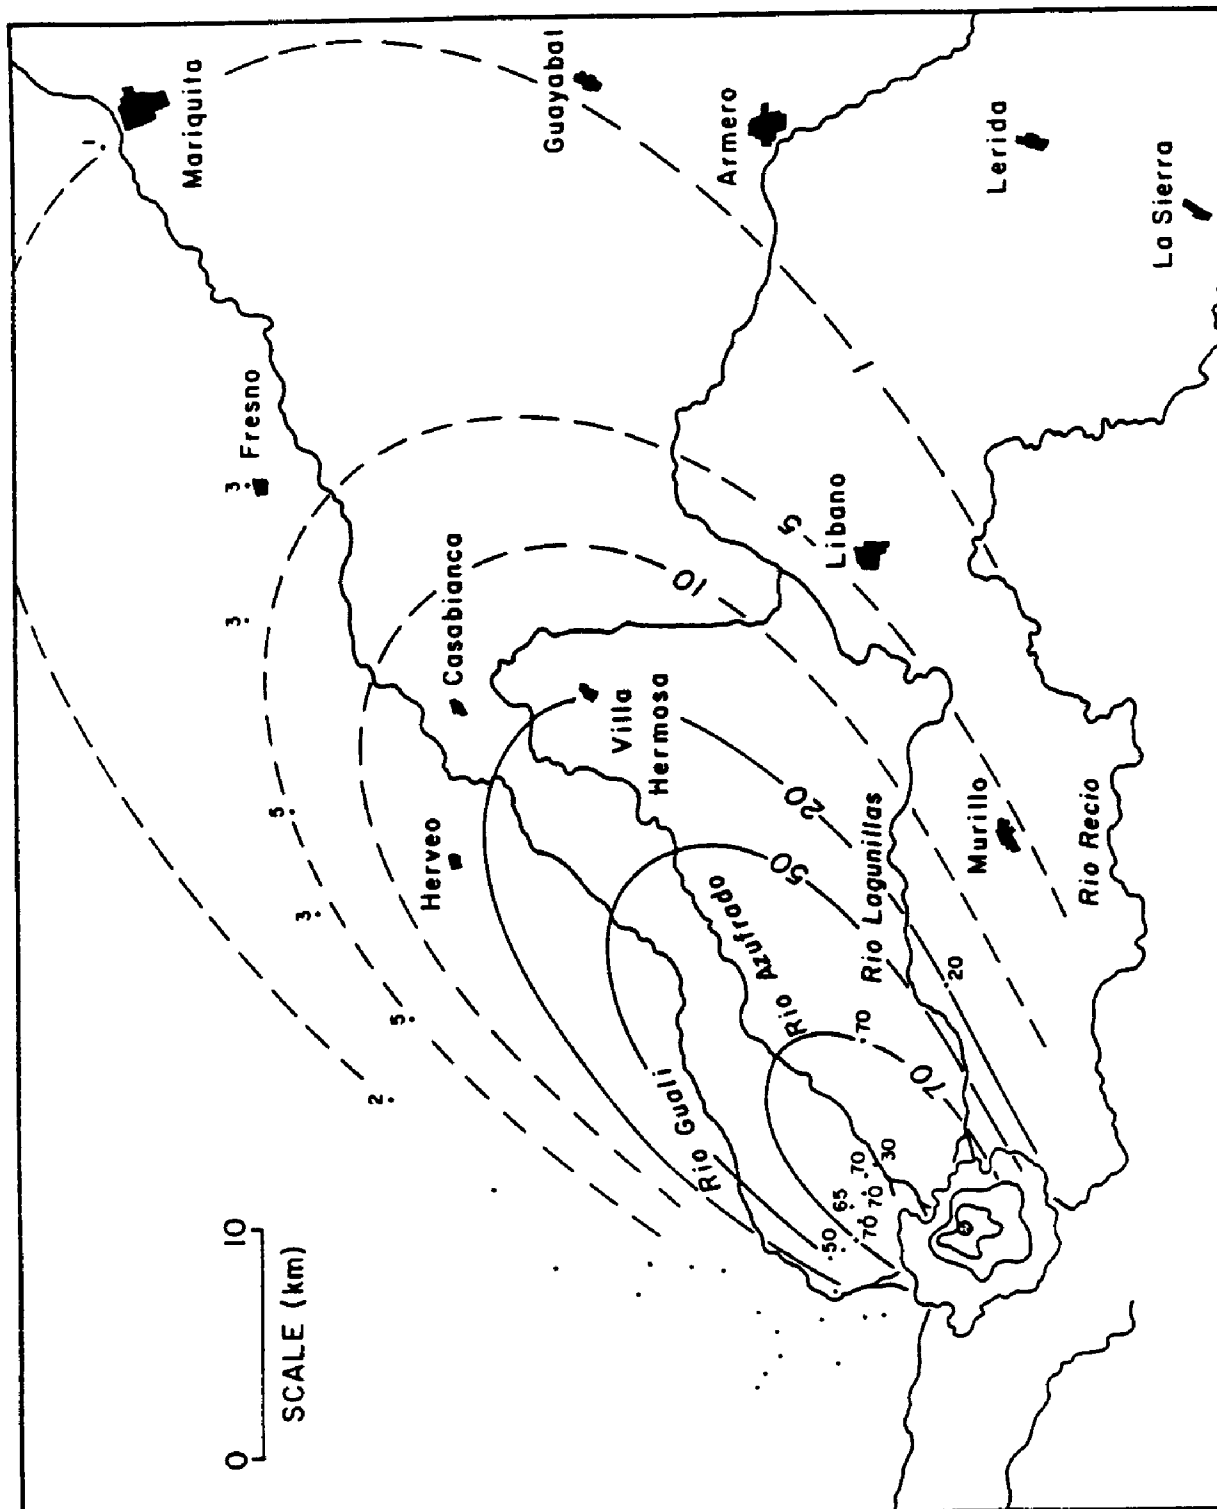 1
Mariquita
3
3
Fresno
0 10
SCALE (km)
5
3
2
5
Herveo
Casabianca
Guayabal
Villa
Hermosa
10
Rio Guali
Armero
5
20
50
Rio Azufrado
Libano
50
65
70
70
70
30
70
1
Rio Lagunillas
70
20
Murillo
Lerida
Rio Recio
La Sierra